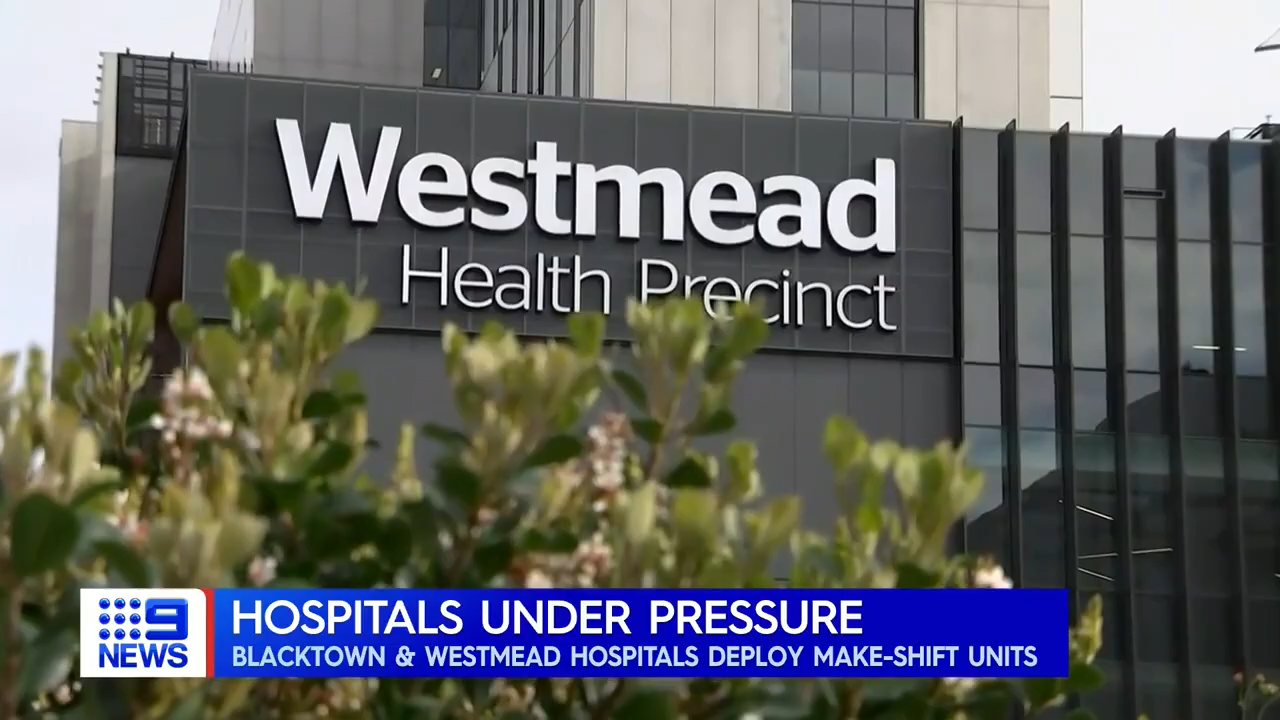 Westmead
Health Precinct
9
NEWS
HOSPITALS UNDER PRESSURE
BLACKTOWN & WESTMEAD HOSPITALS DEPLOY MAKE-SHIFT UNITS